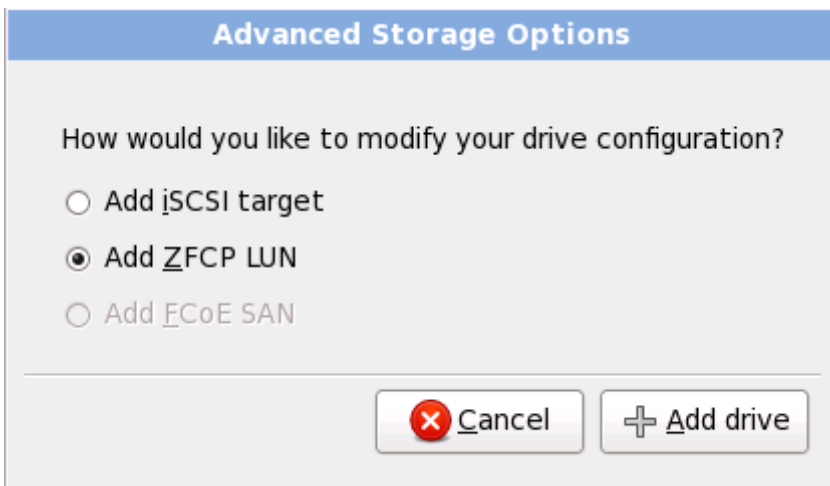 Advanced Storage Options
How would you like to modify your drive configuration?
Add iSCSI target
Add ZFCP LUN
Add FCoE SAN
Cancel
Add drive